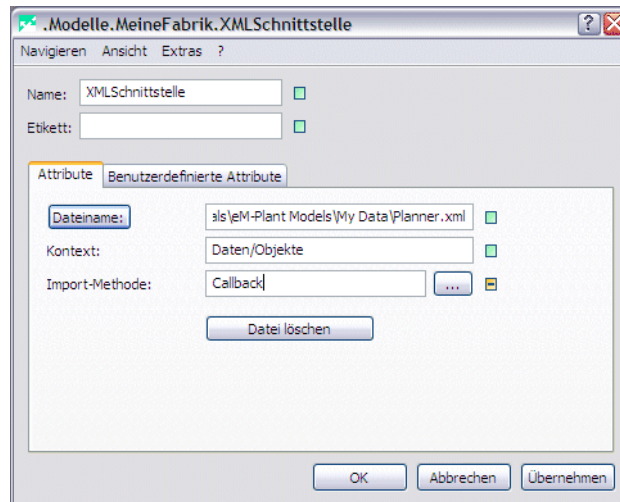 .Modelle.MeineFabrik.XMLSchnittstelle
Navigieren Ansicht Extras ?
Name: XMLSchnittstelle
Etikett:
Attribute Benutzerdefinierte Attribute
Dateiname: als\eM-Plant Models\My Data\Planner.xml
Kontext: Daten/Objekte
Import-Methode: Callback ...
Datei löschen
OK Abbrechen Übernehmen